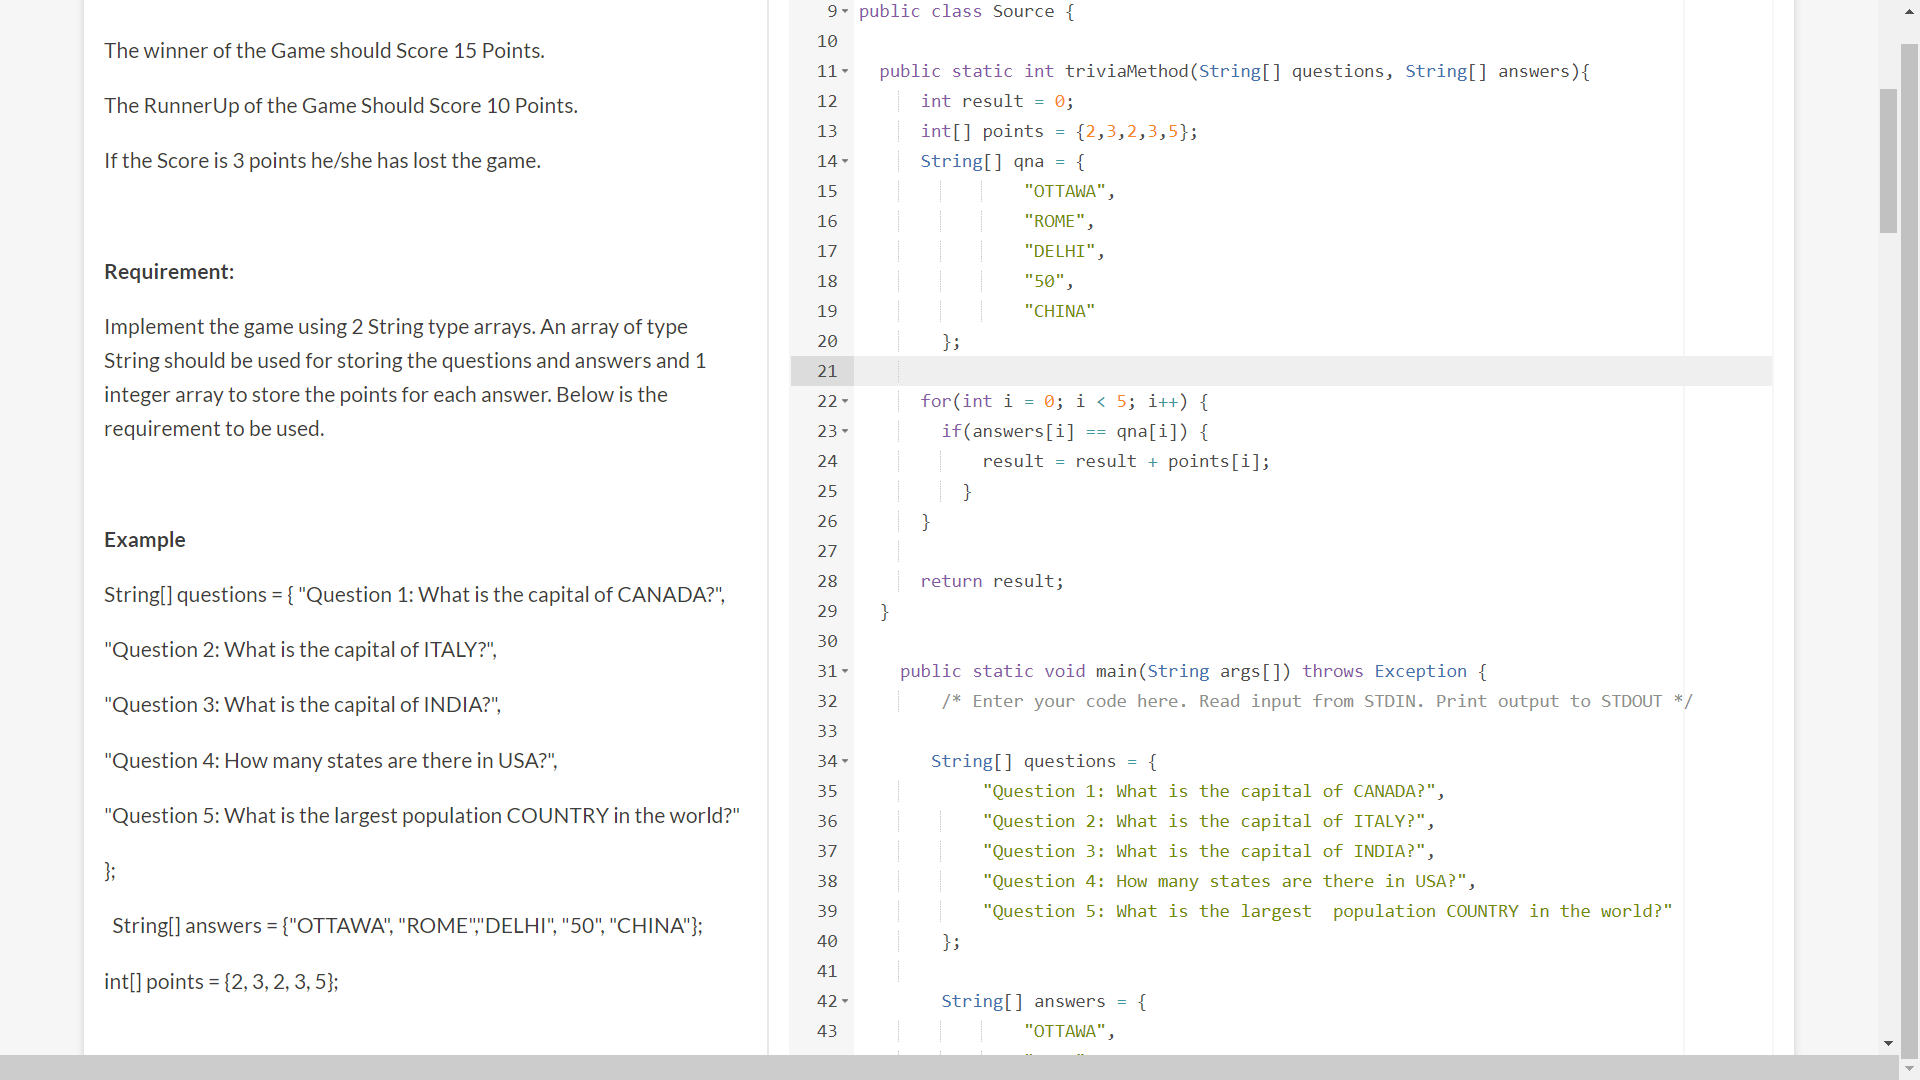 The winner of the Game should Score 15 Points.
The RunnerUp of the Game Should Score 10 Points.
If the Score is 3 points he/she has lost the game.
Requirement:
Implement the game using 2 String type arrays. An array of type
String should be used for storing the questions and answers and 1
integer array to store the points for each answer. Below is the
requirement to be used.
Example
String[] questions = { "Question 1: What is the capital of CANADA?",
"Question 2: What is the capital of ITALY?",
"Question 3: What is the capital of INDIA?",
"Question 4: How many states are there in USA?",
"Question 5: What is the largest population COUNTRY in the world?"
};
String[] answers = {"OTTAWA", "ROME","DELHI", "50", "CHINA"};
int[] points = {2, 3, 2, 3, 5};
9 public class Source {
10
11 public static int triviaMethod(String[] questions, String[] answers){
12 int result = 0;
13 int[] points = {2,3,2,3,5};
14 String[] qna = {
15 "OTTAWA",
16 "ROME",
17 "DELHI",
18 "50",
19 "CHINA"
20 };
21
22 for(int i = 0; i < 5; i++) {
23 if(answers[i] == qna[i]) {
24 result = result + points[i];
25 }
26 }
27
28 return result;
29 }
30
31 public static void main(String args[]) throws Exception {
32 /* Enter your code here. Read input from STDIN. Print output to STDOUT */
33
34 String[] questions = {
35 "Question 1: What is the capital of CANADA?",
36 "Question 2: What is the capital of ITALY?",
37 "Question 3: What is the capital of INDIA?",
38 "Question 4: How many states are there in USA?",
39 "Question 5: What is the largest  population COUNTRY in the world?"
40 };
41
42 String[] answers = {
43 "OTTAWA",